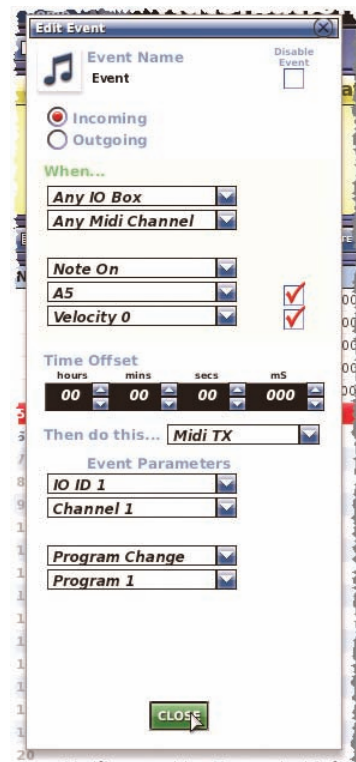 Edit Event
Event Name
Disable
Event
Event
Incoming
Outgoing
When...
Any IO Box
Any Midi Channel
Note On
A5
Velocity 0
Time Offset
hours mins secs mS
00 00 00 000
Then do this... Midi TX
Event Parameters
IO ID 1
Channel 1
Program Change
Program 1
CLOSE
20